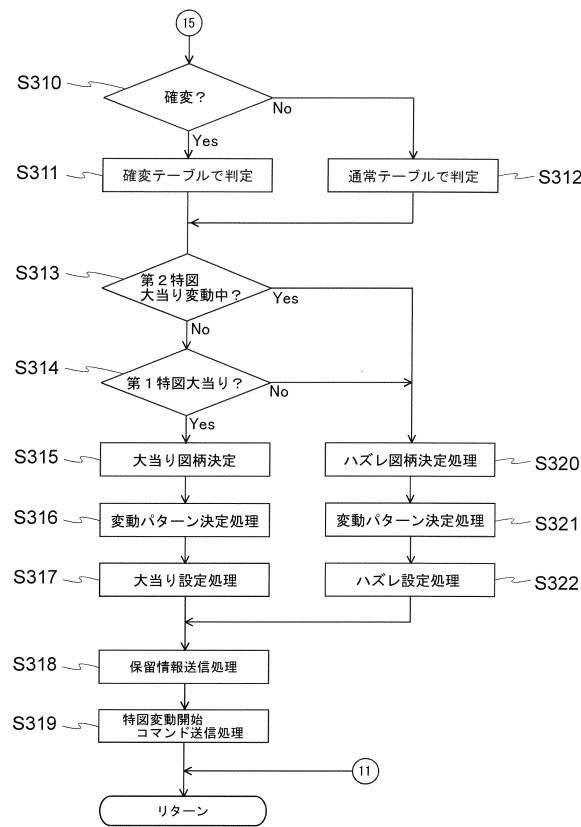 15
S310
確変？
No
Yes
S311
確変テーブルで判定
通常テーブルで判定
S312
S313
第２特図
大当り変動中？
Yes
No
S314
第１特図大当り？
No
Yes
S315
大当り図柄決定
ハズレ図柄決定処理
S320
S316
変動パターン決定処理
変動パターン決定処理
S321
S317
大当り設定処理
ハズレ設定処理
S322
S318
保留情報送信処理
S319
特図変動開始
コマンド送信処理
11
リターン